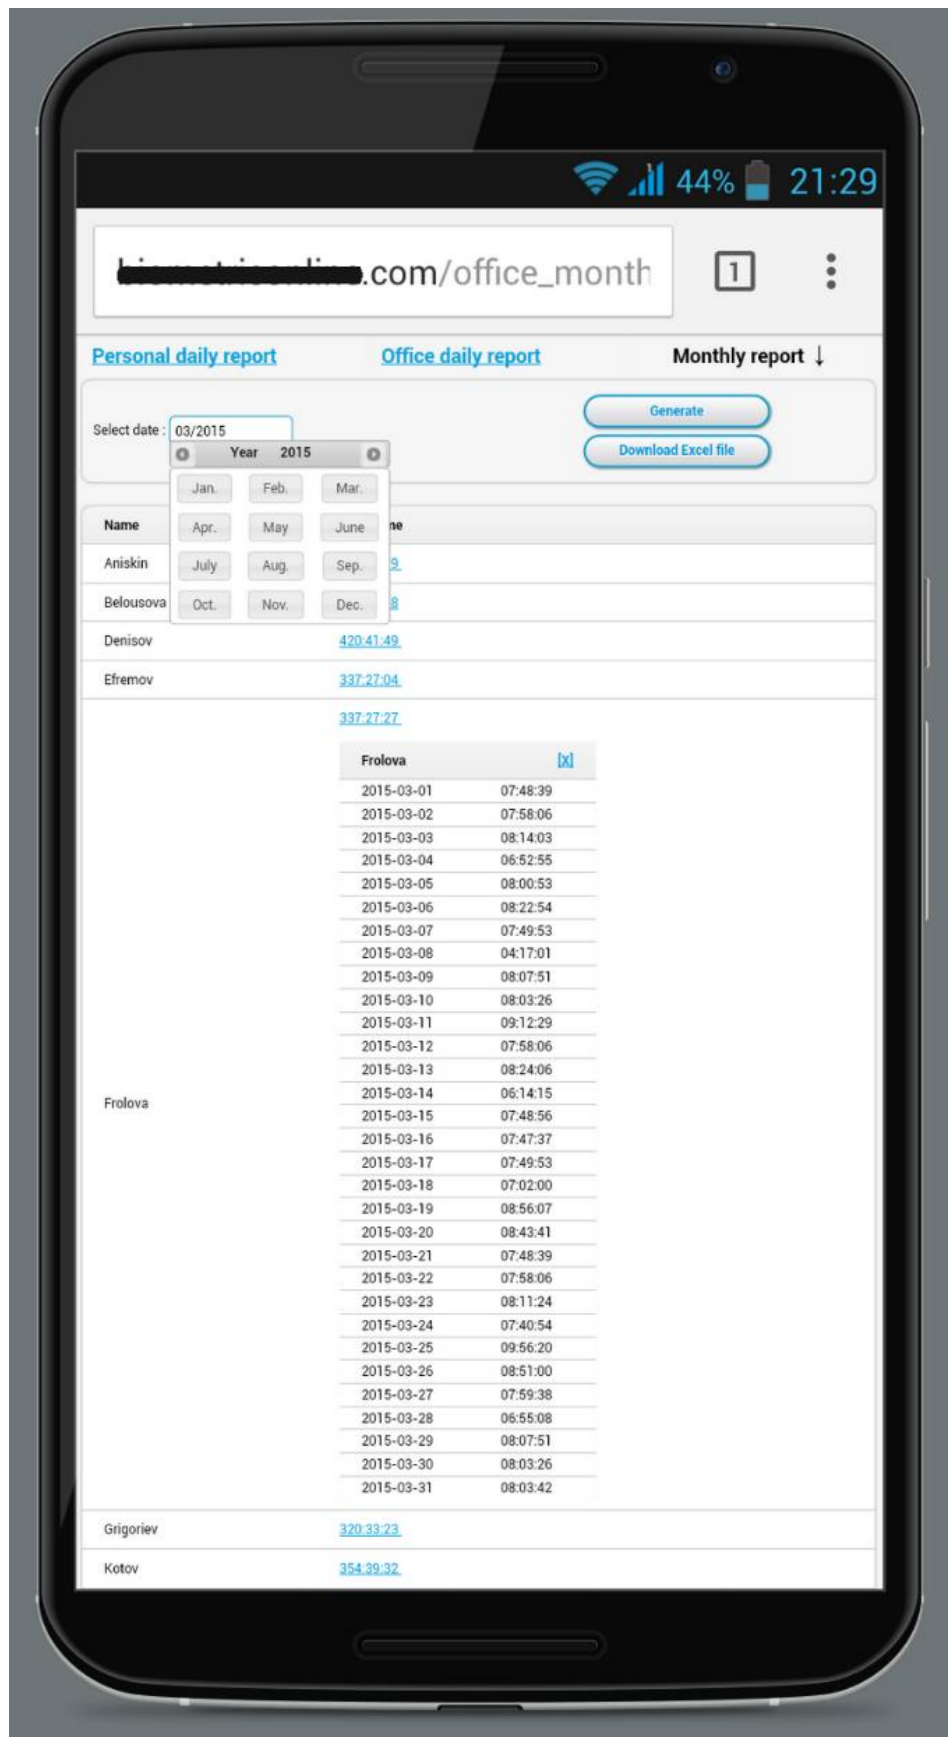 44% 21:29
.com/office_month
1
Personal daily report Office daily report Monthly report ↓
Generate
Select date : 03/2015
Download Excel file
Year 2015
Jan. Feb. Mar.
Name
Apr. May June
Aniskin
July Aug. Sep.
Belousova
Oct. Nov. Dec.
Denisov 420:41:49
Efremov 337:27:04
337:27:27
Frolova [X]
2015-03-01 07:48:39
2015-03-02 07:58:06
2015-03-03 08:14:03
2015-03-04 06:52:55
2015-03-05 08:00:53
2015-03-06 08:22:54
2015-03-07 07:49:53
2015-03-08 04:17:01
2015-03-09 08:07:51
2015-03-10 08:03:26
2015-03-11 09:12:29
2015-03-12 07:58:06
2015-03-13 08:24:06
2015-03-14 06:14:15
Frolova
2015-03-15 07:48:56
2015-03-16 07:47:37
2015-03-17 07:49:53
2015-03-18 07:02:00
2015-03-19 08:56:07
2015-03-20 08:43:41
2015-03-21 07:48:39
2015-03-22 07:58:06
2015-03-23 08:11:24
2015-03-24 07:40:54
2015-03-25 09:56:20
2015-03-26 08:51:00
2015-03-27 07:59:38
2015-03-28 06:55:08
2015-03-29 08:07:51
2015-03-30 08:03:26
2015-03-31 08:03:42
Grigoriev 320:33:23
Kotov 354:39:32